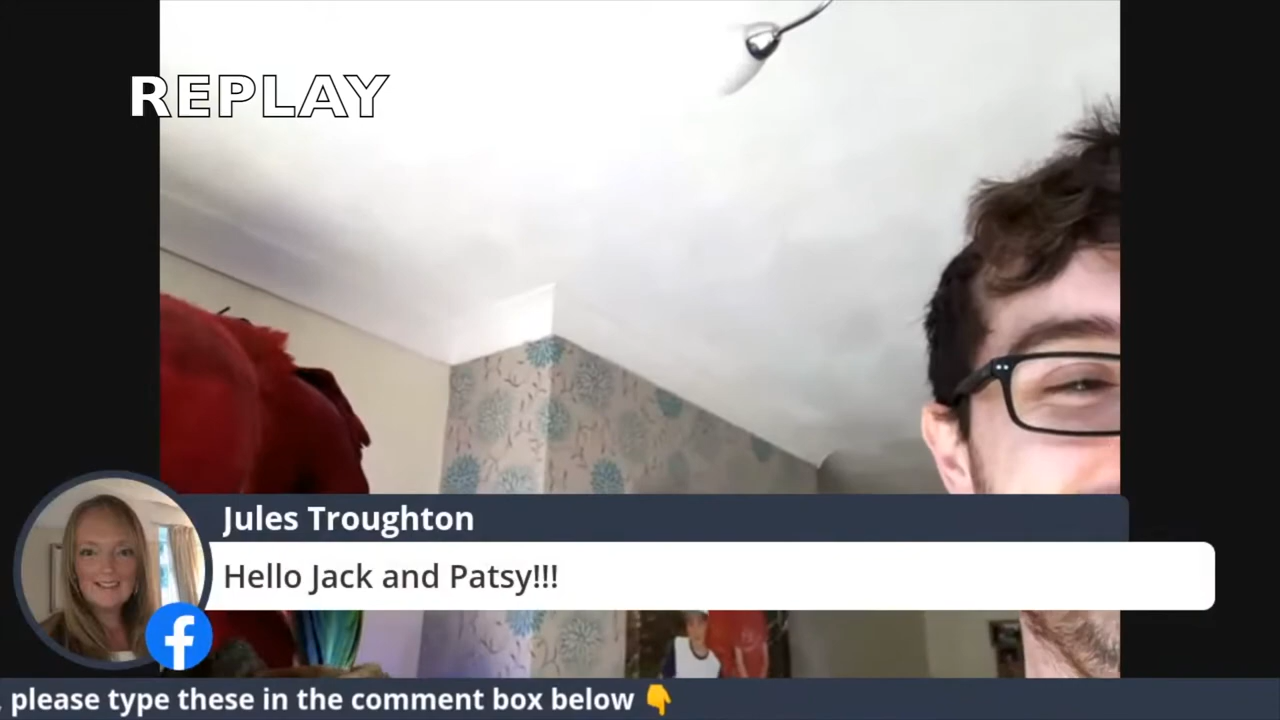 REPLAY
Jules Troughton
Hello Jack and Patsy!!!
, please type these in the comment box below 👇